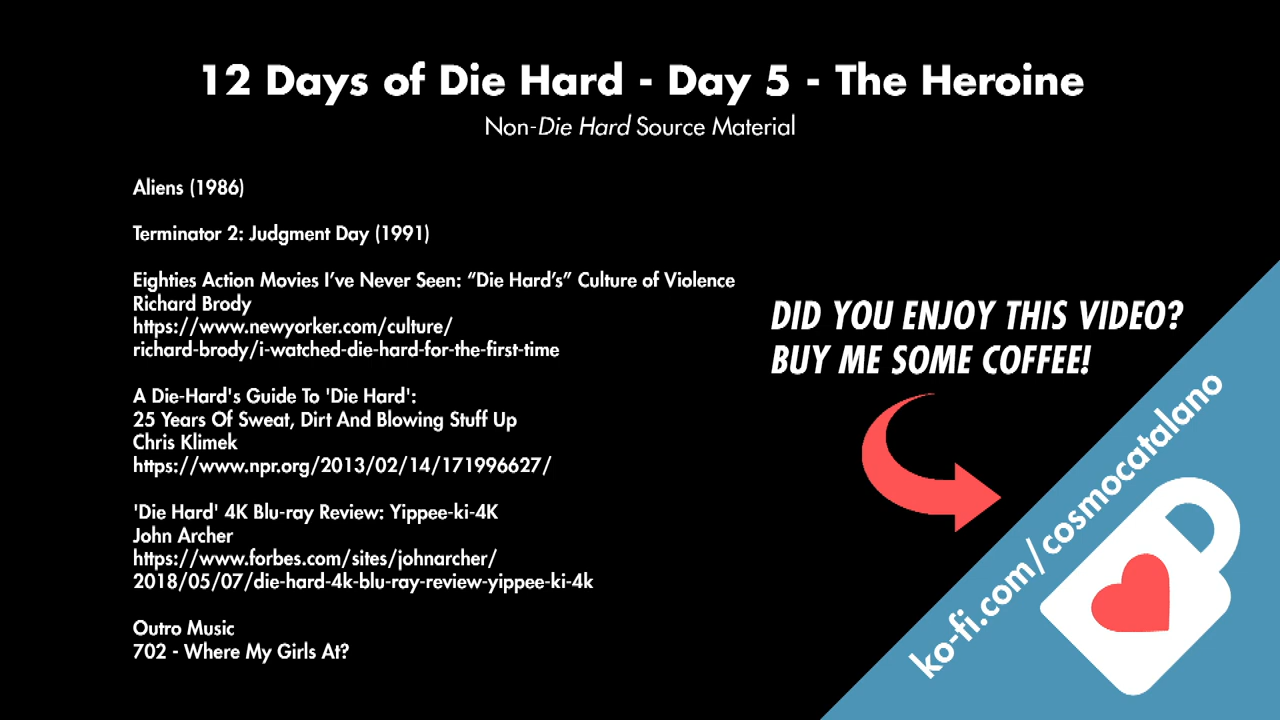 12 Days of Die Hard - Day 5 - The Heroine
Non-Die Hard Source Material
Aliens (1986)
Terminator 2: Judgment Day (1991)
Eighties Action Movies I’ve Never Seen: “Die Hard’s” Culture of Violence
Richard Brody
https://www.newyorker.com/culture/
richard-brody/i-watched-die-hard-for-the-first-time
A Die-Hard's Guide To 'Die Hard':
25 Years Of Sweat, Dirt And Blowing Stuff Up
Chris Klimek
https://www.npr.org/2013/02/14/171996627/
'Die Hard' 4K Blu-ray Review: Yippee-ki-4K
John Archer
https://www.forbes.com/sites/johnarcher/
2018/05/07/die-hard-4k-blu-ray-review-yippee-ki-4k
Outro Music
702 - Where My Girls At?
DID YOU ENJOY THIS VIDEO?
BUY ME SOME COFFEE!
ko-fi.com/cosmocatalano